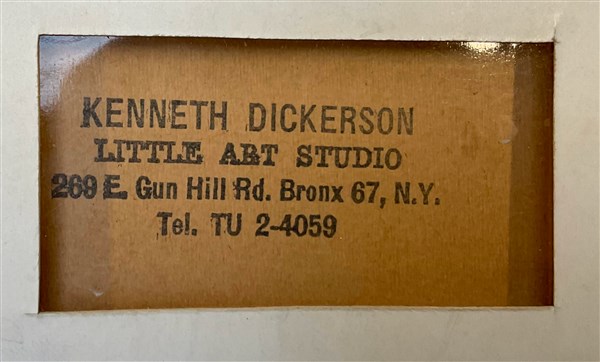 KENNETH DICKERSON
LITTLE ART STUDIO
269 E. Gun Hill Rd. Bronx 67, N.Y.
Tel. TU 2-4059